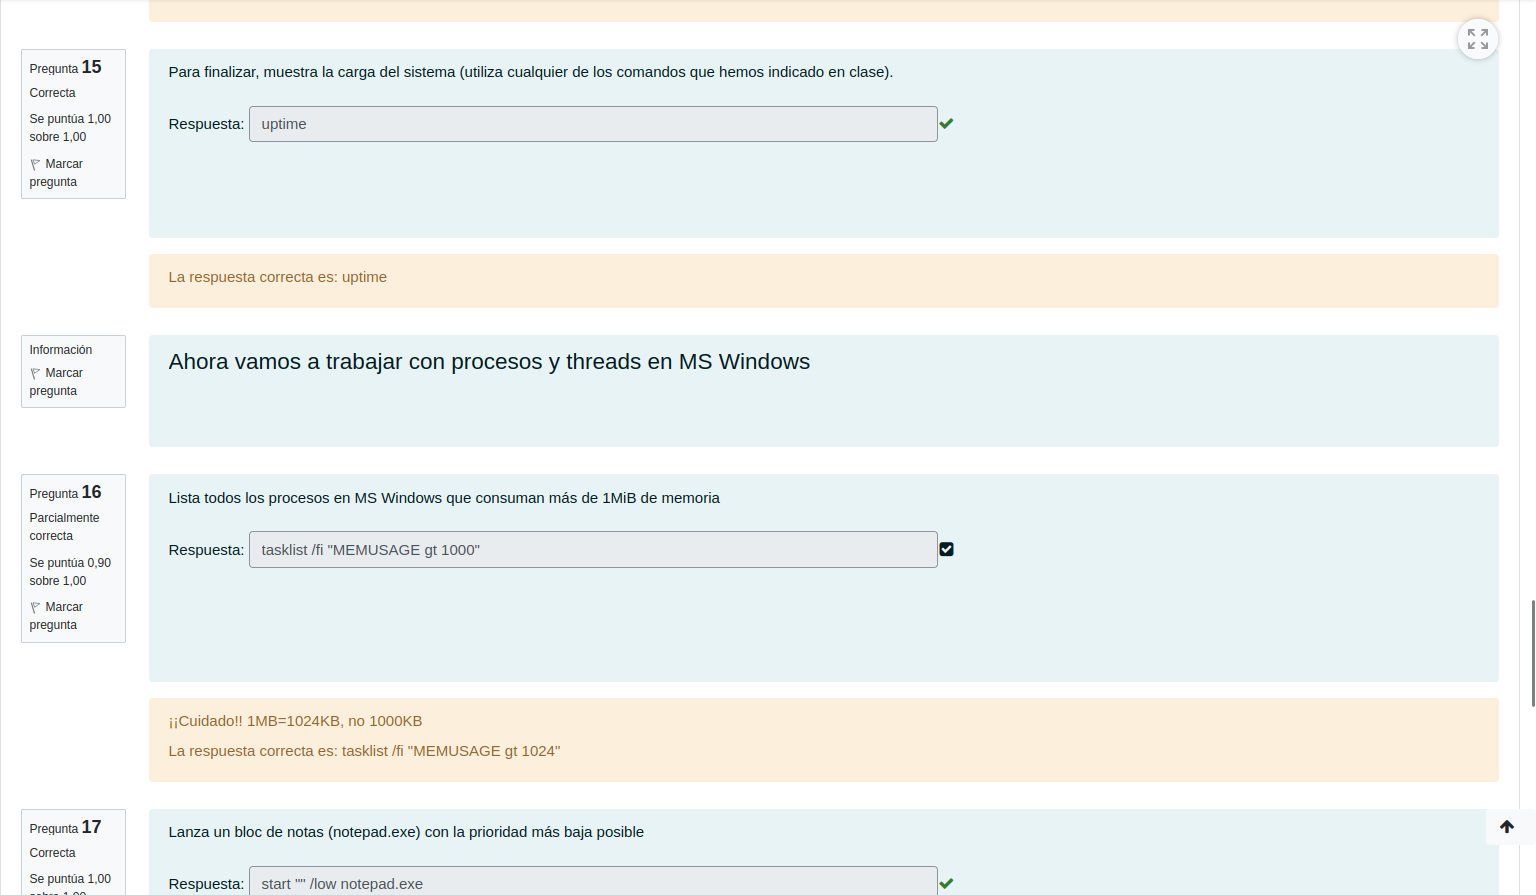 Pregunta 15
Correcta
Se puntúa 1,00
sobre 1,00
Marcar
pregunta
Para finalizar, muestra la carga del sistema (utiliza cualquier de los comandos que hemos indicado en clase).
Respuesta: uptime
La respuesta correcta es: uptime
Información
Marcar
pregunta
Ahora vamos a trabajar con procesos y threads en MS Windows
Pregunta 16
Parcialmente
correcta
Se puntúa 0,90
sobre 1,00
Marcar
pregunta
Lista todos los procesos en MS Windows que consuman más de 1MiB de memoria
Respuesta: tasklist /fi "MEMUSAGE gt 1000"
¡¡Cuidado!! 1MB=1024KB, no 1000KB
La respuesta correcta es: tasklist /fi "MEMUSAGE gt 1024"
Pregunta 17
Correcta
Se puntúa 1,00
sobre 1,00
Lanza un bloc de notas (notepad.exe) con la prioridad más baja posible
Respuesta: start "" /low notepad.exe